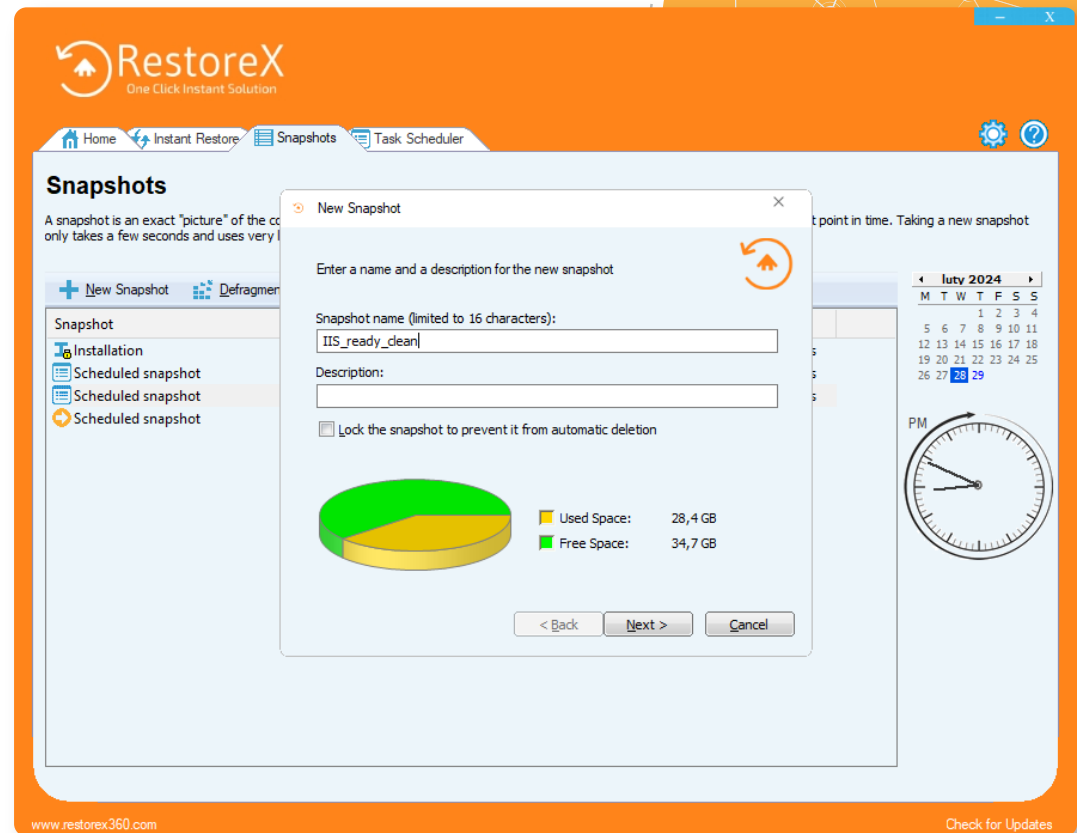 – X
RestoreX
One Click Instant Solution
Home Instant Restore Snapshots Task Scheduler
Snapshots
A snapshot is an exact "picture" of the co t point in time. Taking a new snapshot
only takes a few seconds and uses very l
New Snapshot
Enter a name and a description for the new snapshot
New Snapshot Defragmen
Snapshot
Installation
Scheduled snapshot
Scheduled snapshot
Scheduled snapshot
Snapshot name (limited to 16 characters):
IIS_ready_clean
Description:
Lock the snapshot to prevent it from automatic deletion
Used Space: 28,4 GB
Free Space: 34,7 GB
< Back Next > Cancel
s
s
s
luty 2024
M T W T F S S
1 2 3 4
5 6 7 8 9 10 11
12 13 14 15 16 17 18
19 20 21 22 23 24 25
26 27 28 29
PM
www.restorex360.com Check for Updates